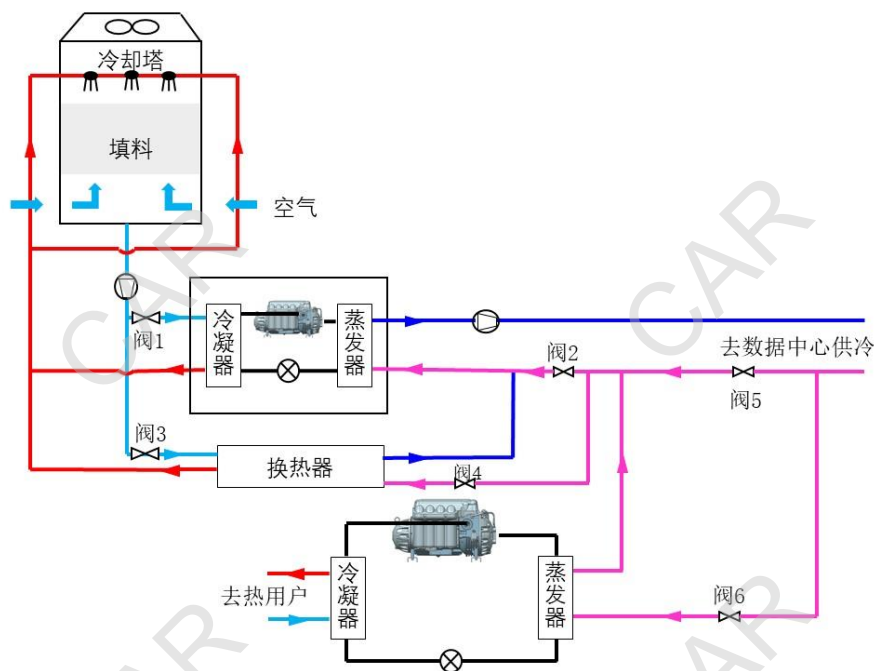 冷却塔
填料
空气
冷凝器
蒸发器
阀1
阀2
去数据中心供冷
阀5
阀3
换热器
阀4
冷凝器
蒸发器
去热用户
阀6
CAR
CAR
CAR
CAR